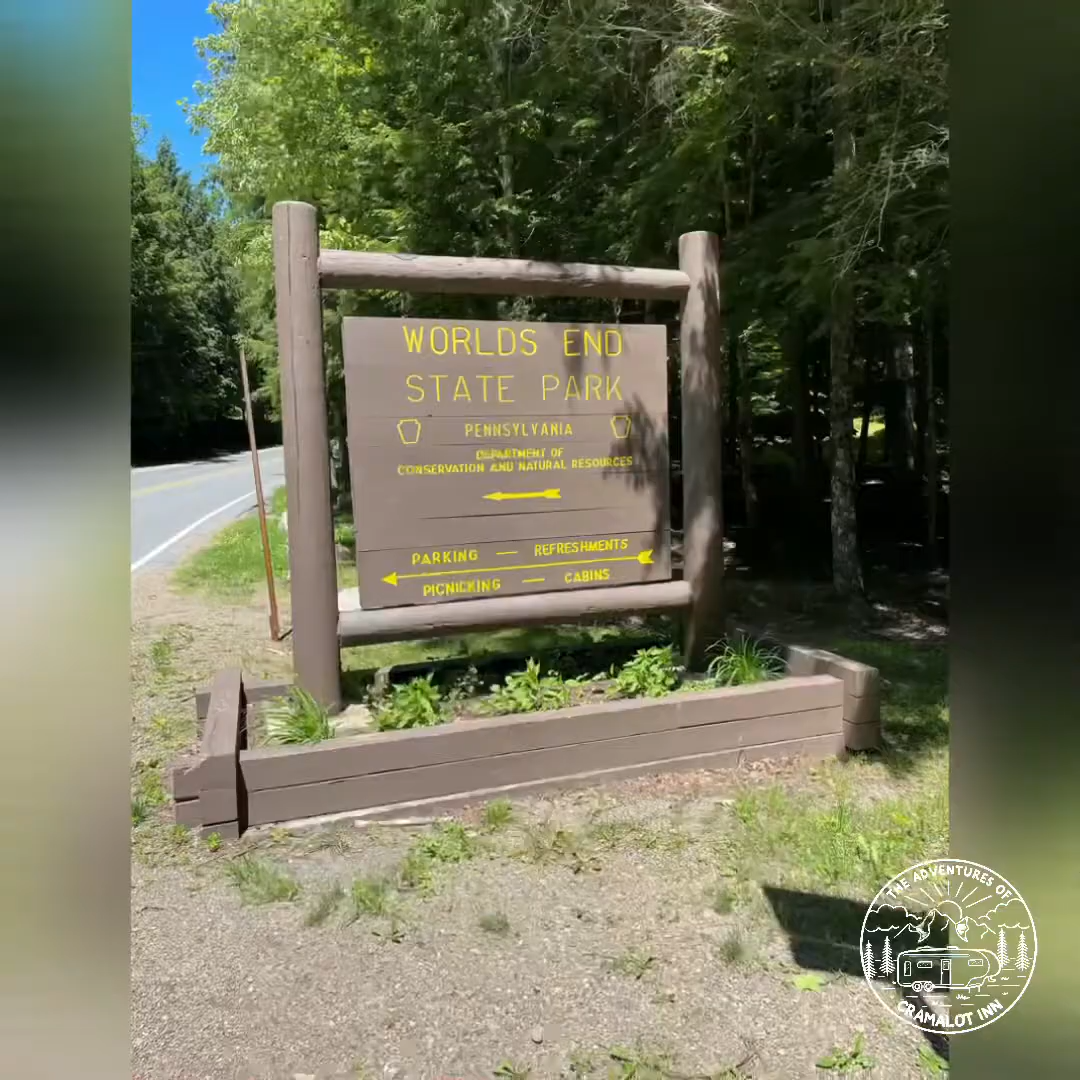 WORLDS END
STATE PARK
PENNSYLVANIA
DEPARTMENT OF
CONSERVATION AND NATURAL RESOURCES
PARKING — REFRESHMENTS
PICNICKING — CABINS
THE ADVENTURES OF
CRAMALOT INN